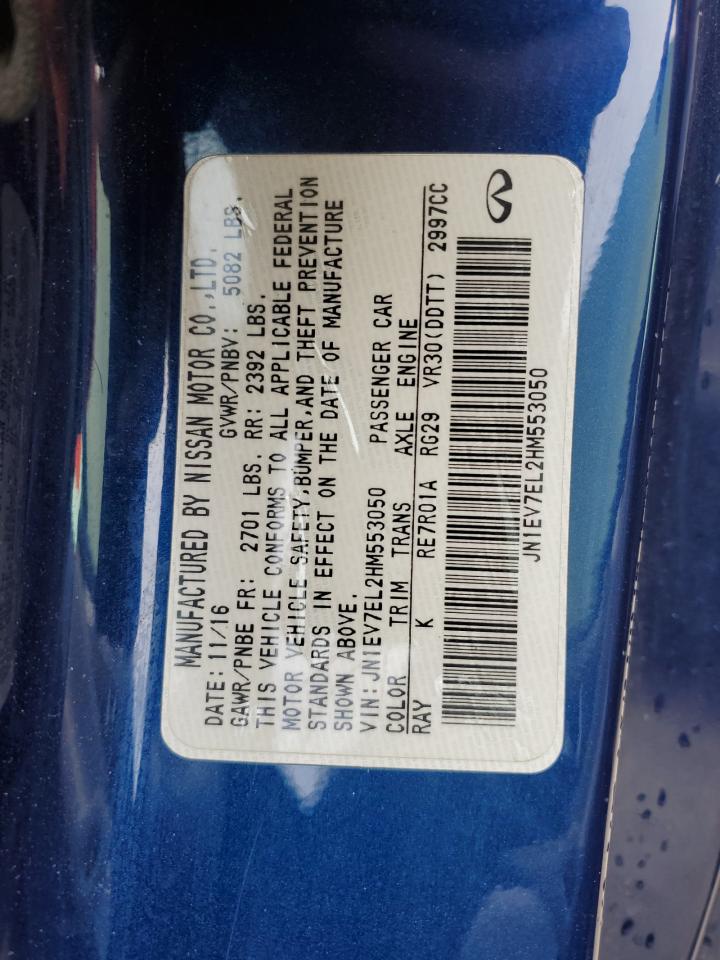 MANUFACTURED BY NISSAN MOTOR CO.,LTD.
DATE: 11/16 GVWR/PNBV: 5082 LBS.
GAWR/PNBE FR: 2701 LBS. RR: 2392 LBS.
THIS VEHICLE CONFORMS TO ALL APPLICABLE FEDERAL
MOTOR VEHICLE SAFETY,BUMPER,AND THEFT PREVENTION
STANDARDS IN EFFECT ON THE DATE OF MANUFACTURE
SHOWN ABOVE.
VIN:JN1EV7EL2HM553050 PASSENGER CAR
COLOR TRIM TRANS AXLE ENGINE
RAY K RE7R01A RG29 VR30(DDTT) 2997CC
JN1EV7EL2HM553050